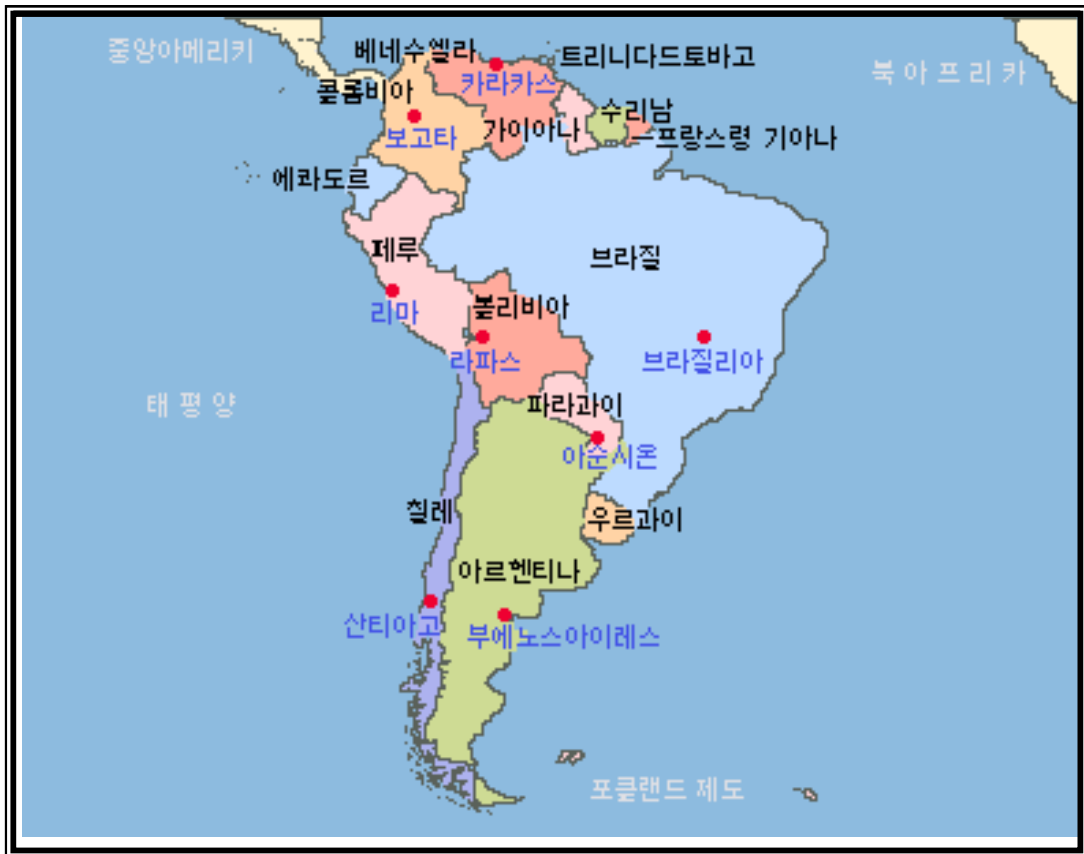 중앙아메리키
베네수엘라
트리니다드토바고
북아프리카
카라카스
콜롬비아
수리남
보고타
가이아나
프랑스령 기아나
에콰도르
페루
브라질
리마
볼리비아
라파스
브라질리아
태평양
파라과이
아순시온
칠레
우르과이
아르헨티나
산티아고
부에노스아이레스
포클랜드 제도